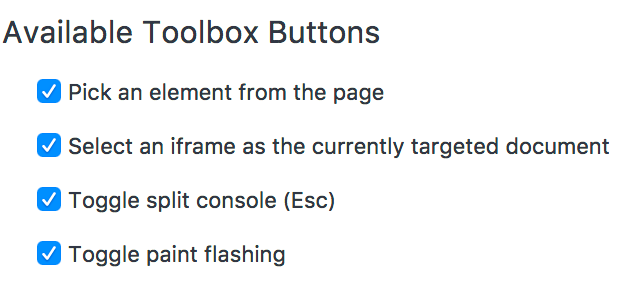 Available Toolbox Buttons
Pick an element from the page
Select an iframe as the currently targeted document
Toggle split console (Esc)
Toggle paint flashing